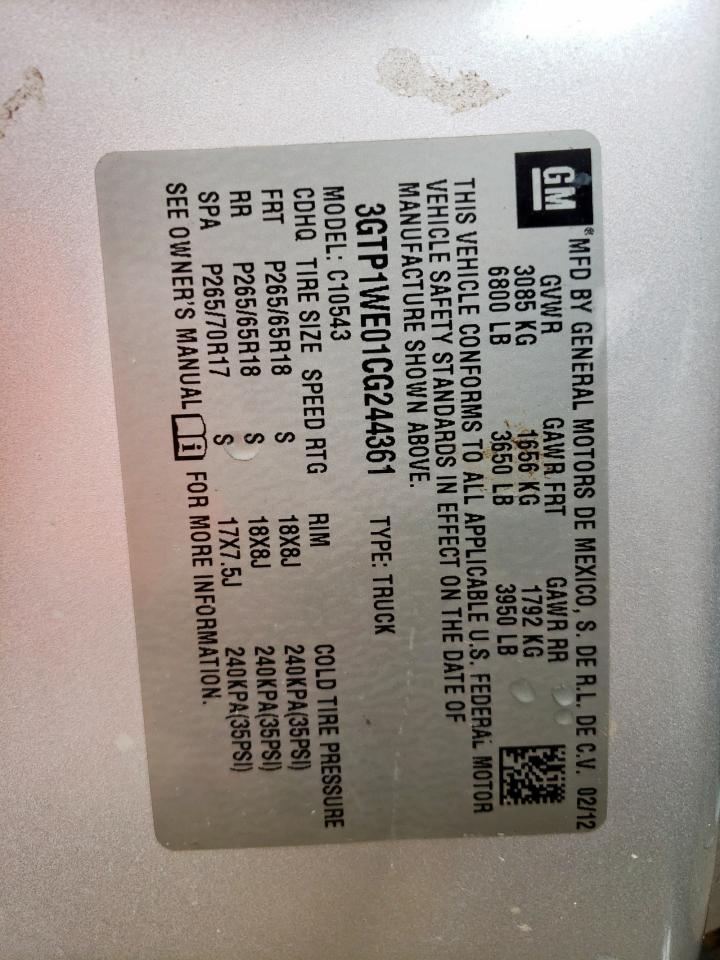 GM ® MFD BY GENERAL MOTORS DE MEXICO, S. DE R.L. DE C.V. 02/12
GVWR GAWR FRT GAWR RR
3085 KG 1656 KG 1792 KG
6800 LB 3650 LB 3950 LB
THIS VEHICLE CONFORMS TO ALL APPLICABLE U.S. FEDERAL MOTOR
VEHICLE SAFETY STANDARDS IN EFFECT ON THE DATE OF
MANUFACTURE SHOWN ABOVE.
3GTP1WE01CG244361 TYPE: TRUCK
MODEL: C10543
CDHQ TIRE SIZE SPEED RTG RIM COLD TIRE PRESSURE
FRT P265/65R18 S 18X8J 240KPA(35PSI)
RR P265/65R18 S 18X8J 240KPA(35PSI)
SPA P265/70R17 S 17X7.5J 240KPA(35PSI)
SEE OWNER'S MANUAL i FOR MORE INFORMATION.